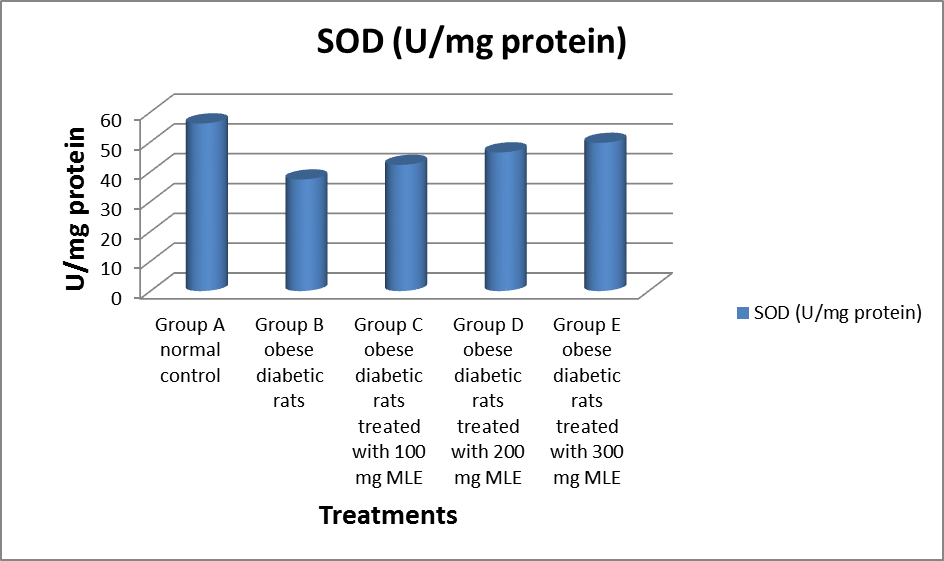 SOD (U/mg protein)
U/mg protein
60
50
40
30
20
10
0
Group A
normal
control
Group B
obese
diabetic
rats
Group C
obese
diabetic
rats
treated
with 100
mg MLE
Group D
obese
diabetic
rats
treated
with 200
mg MLE
Group E
obese
diabetic
rats
treated
with 300
mg MLE
Treatments
SOD (U/mg protein)